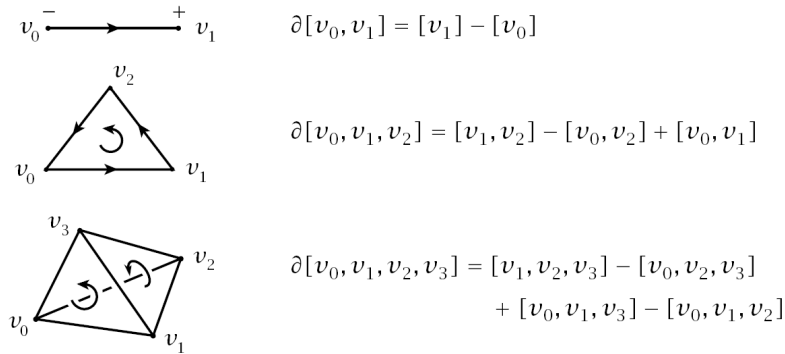 − +
v₀ v₁ ∂[v₀, v₁] = [v₁] − [v₀]
v₂
∂[v₀, v₁, v₂] = [v₁, v₂] − [v₀, v₂] + [v₀, v₁]
v₀ v₁
v₃
v₂
∂[v₀, v₁, v₂, v₃] = [v₁, v₂, v₃] − [v₀, v₂, v₃]
+ [v₀, v₁, v₃] − [v₀, v₁, v₂]
v₀
v₁